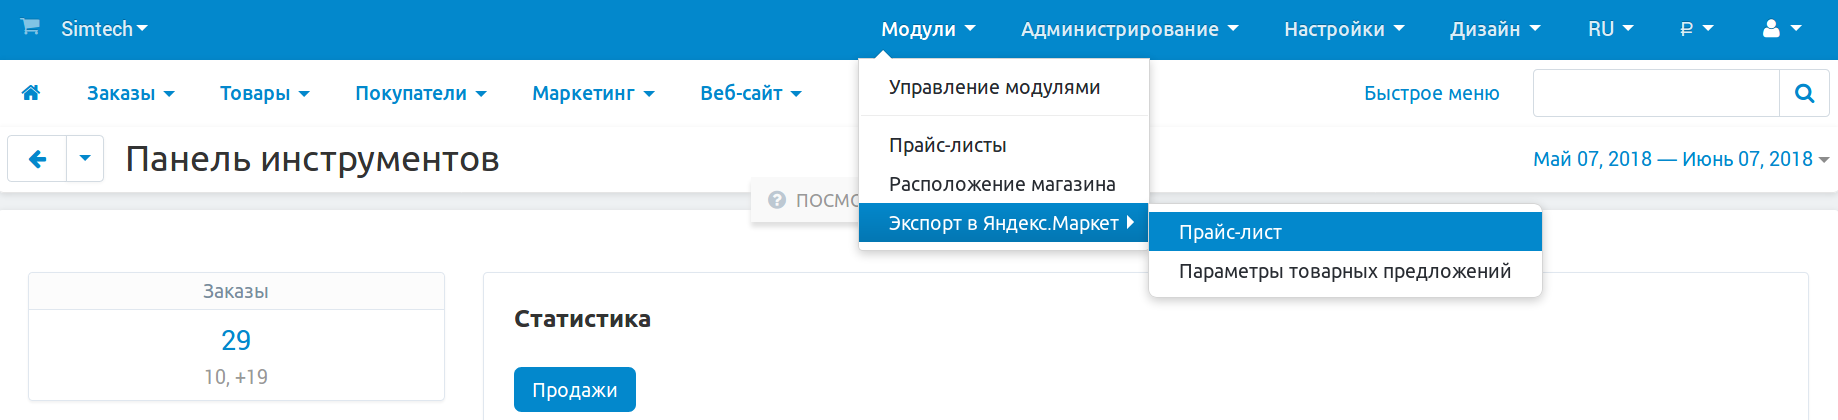 Simtech Модули Администрирование Настройки Дизайн RU ₽
Управление модулями
Заказы Товары Покупатели Маркетинг Веб-сайт Быстрое меню
Прайс-листы
Панель инструментов Май 07, 2018 — Июнь 07, 2018
Расположение магазина
ПОСМО
Экспорт в Яндекс.Маркет
Прайс-лист
Параметры товарных предложений
Заказы
29
10, +19
Статистика
Продажи